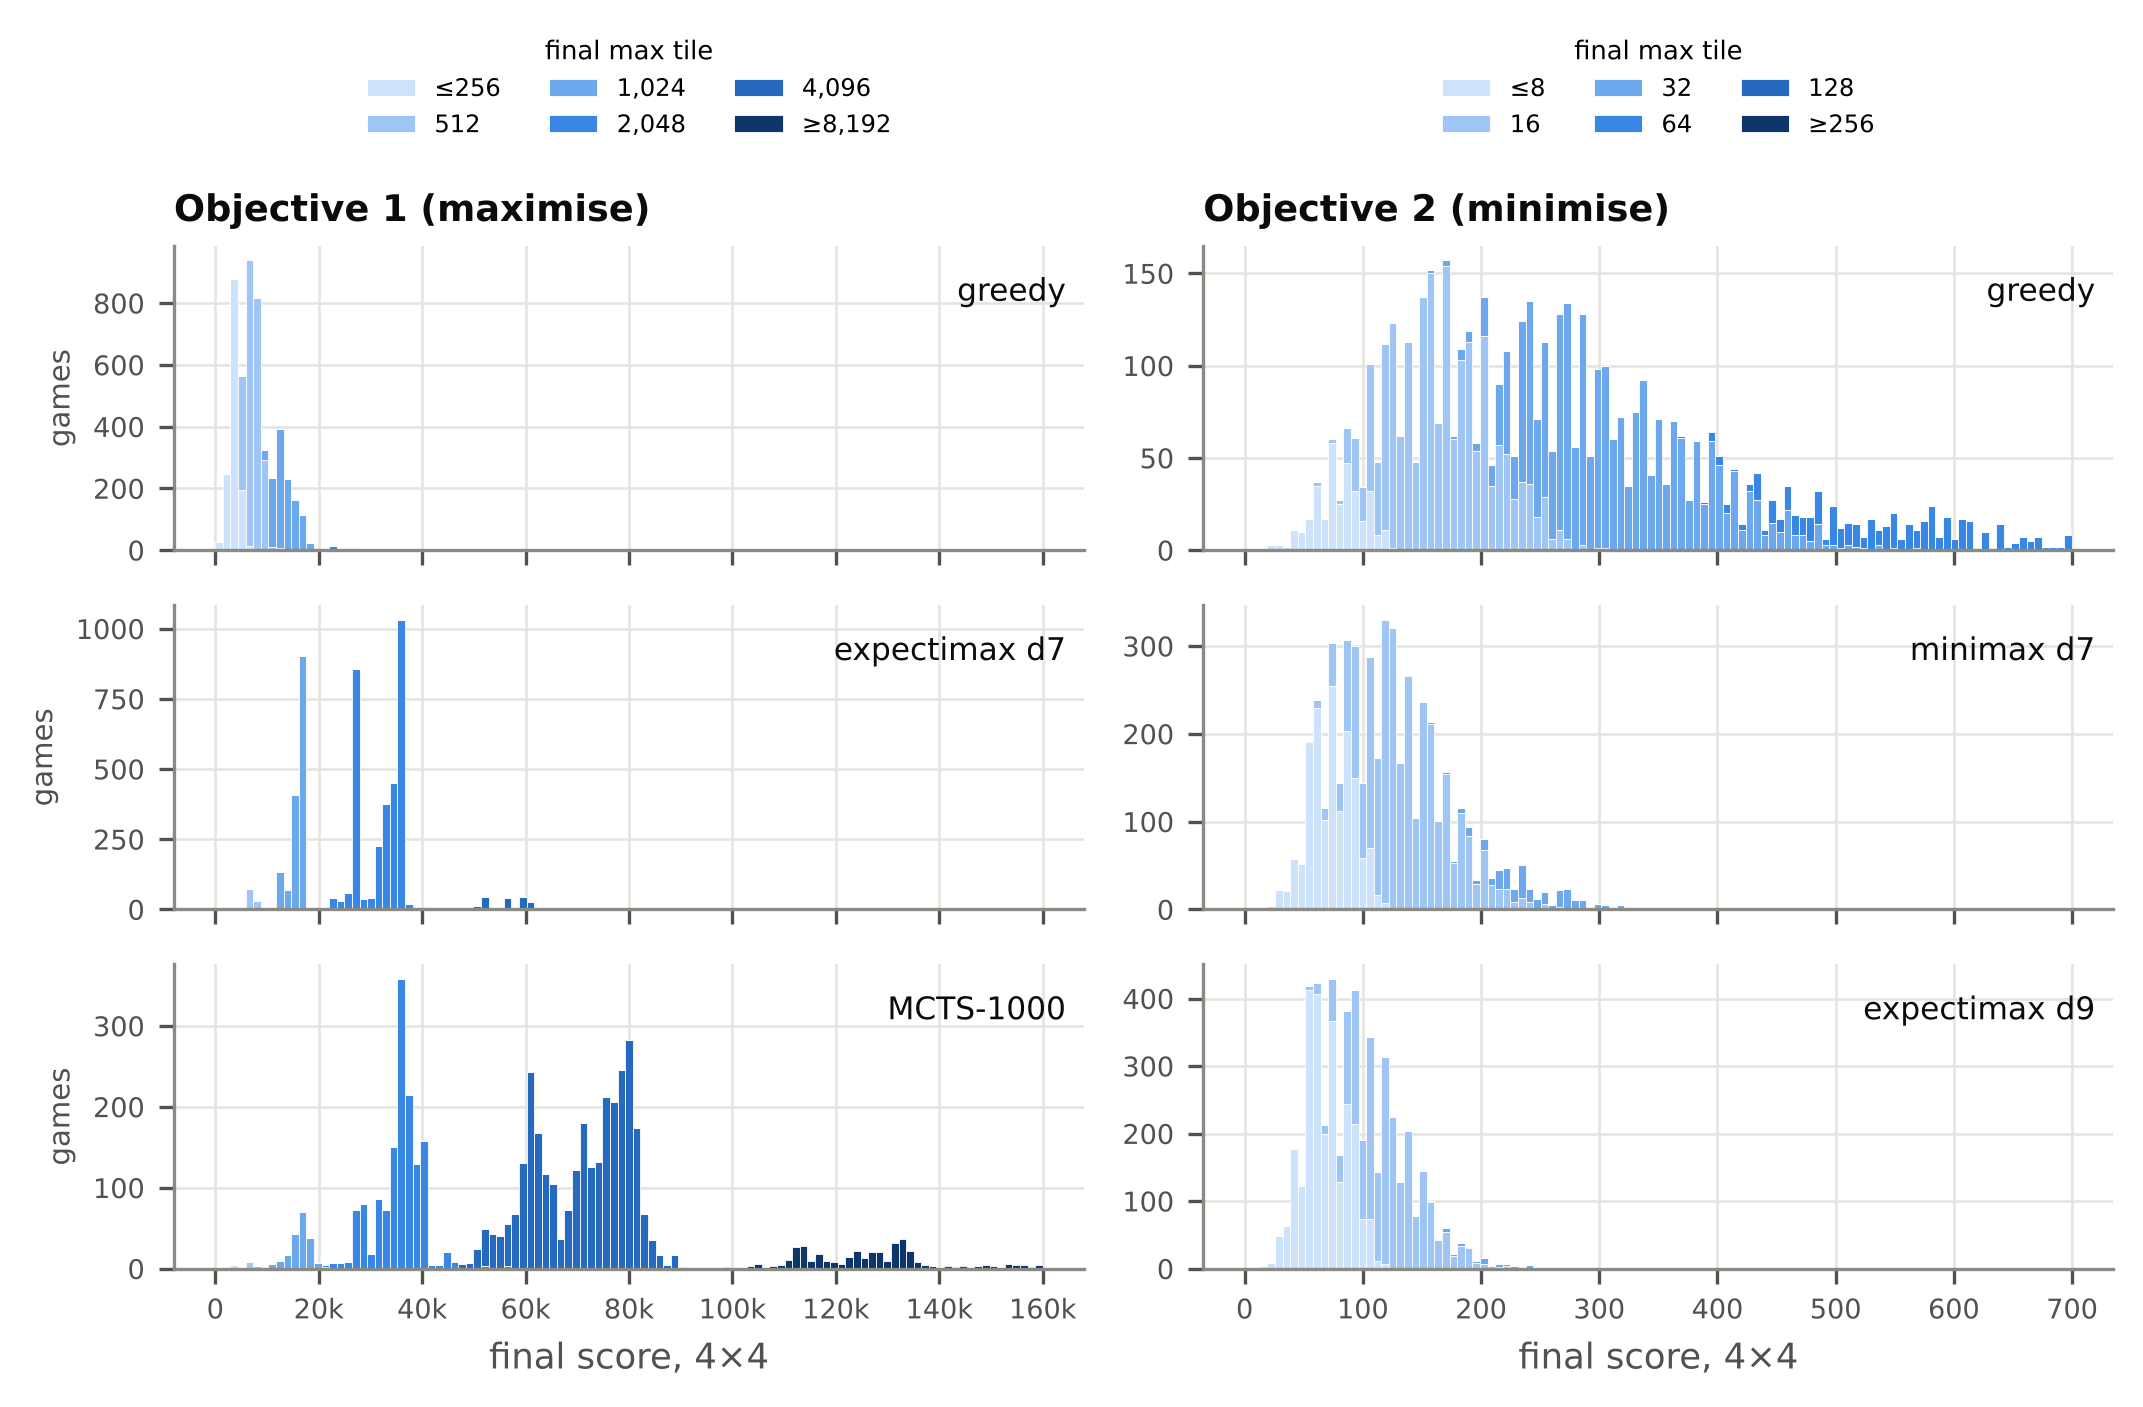 final max tile
≤256 1,024 4,096
512 2,048 ≥8,192
final max tile
≤8 32 128
16 64 ≥256
Objective 1 (maximise)
Objective 2 (minimise)
greedy
games
800
600
400
200
0
greedy
150
100
50
0
expectimax d7
games
1000
750
500
250
0
minimax d7
300
200
100
0
MCTS-1000
games
300
200
100
0
0 20k 40k 60k 80k 100k 120k 140k 160k
final score, 4×4
expectimax d9
400
300
200
100
0
0 100 200 300 400 500 600 700
final score, 4×4